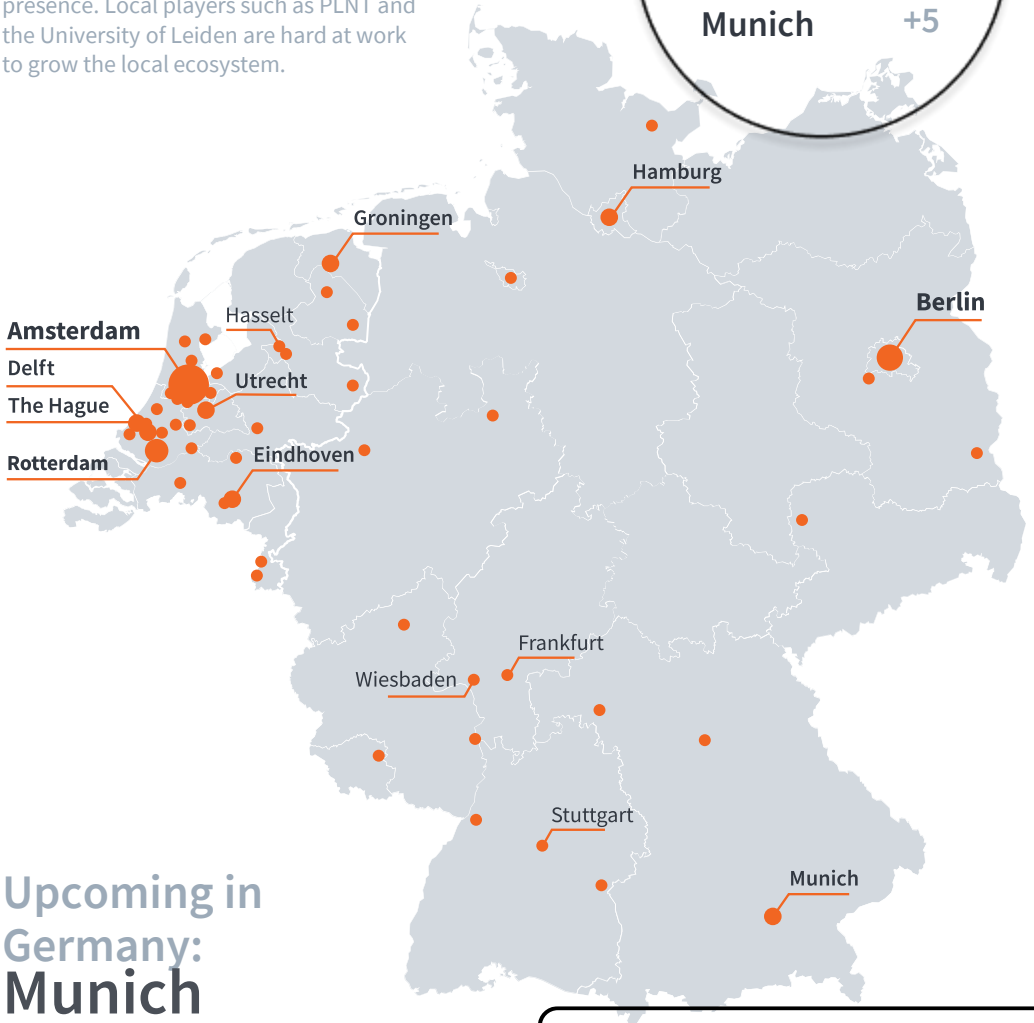 presence. Local players such as PLNT and
the University of Leiden are hard at work
to grow the local ecosystem.
Munich +5
Hamburg
Groningen
Berlin
Hasselt
Amsterdam
Delft
Utrecht
The Hague
Eindhoven
Rotterdam
Frankfurt
Wiesbaden
Stuttgart
Munich
Upcoming in
Germany:
Munich